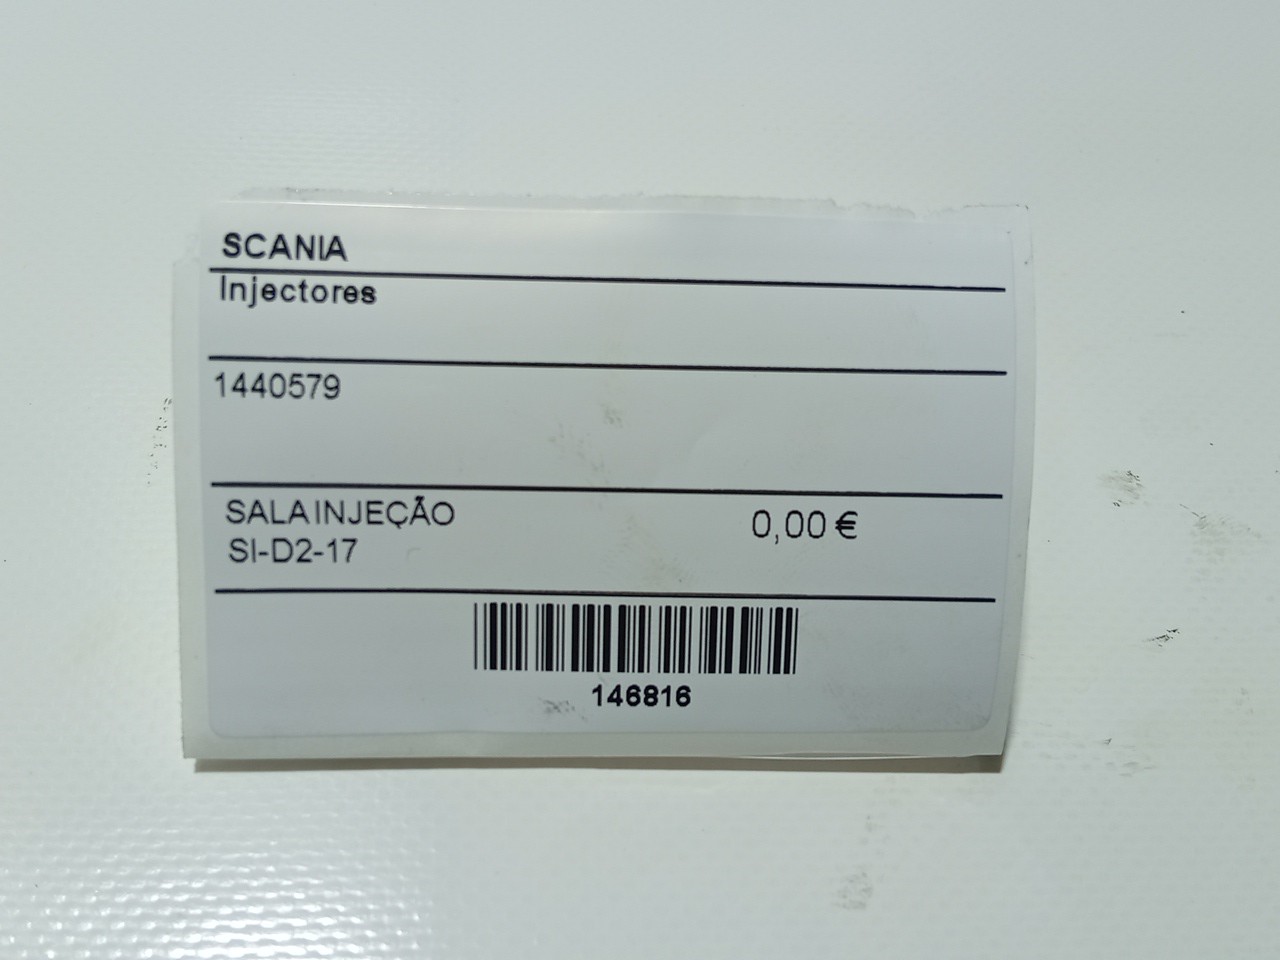 SCANIA
Injectores
1440579
SALA INJEÇÃO
0,00 €
SI-D2-17
146816